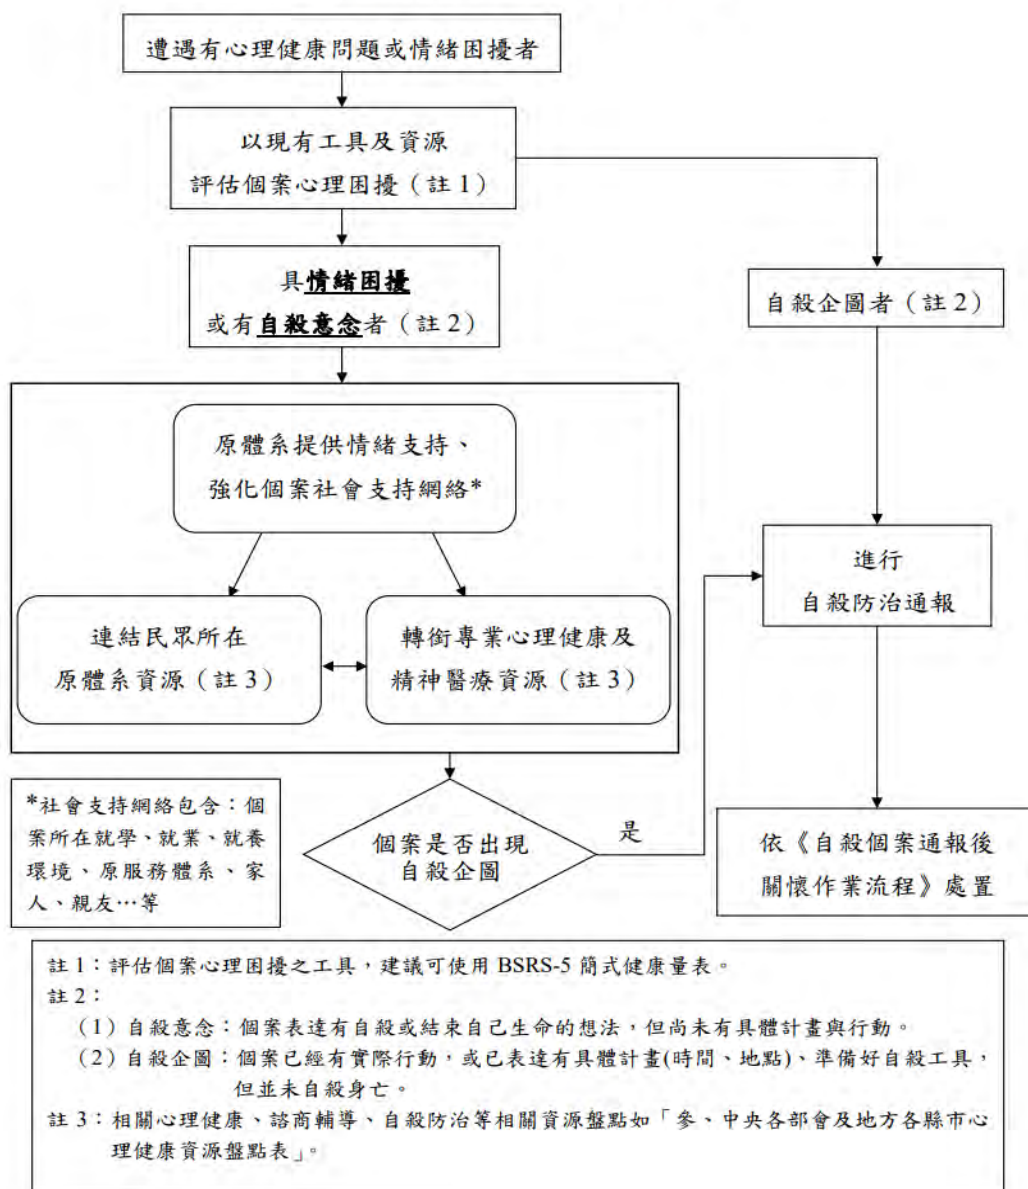 遭遇有心理健康問題或情緒困擾者
以現有工具及資源
評估個案心理困擾（註1）
具情緒困擾
或有自殺意念者（註2）
自殺企圖者（註2）
原體系提供情緒支持、
強化個案社會支持網絡*
連結民眾所在
原體系資源（註3）
轉銜專業心理健康及
精神醫療資源（註3）
進行
自殺防治通報
*社會支持網絡包含：個
案所在就學、就業、就養
環境、原服務體系、家
人、親友…等
個案是否出現
自殺企圖
是
依《自殺個案通報後
關懷作業流程》處置
註1：評估個案心理困擾之工具，建議可使用 BSRS-5 簡式健康量表。
註2：
（1）自殺意念：個案表達有自殺或結束自己生命的想法，但尚未有具體計畫與行動。
（2）自殺企圖：個案已經有實際行動，或已表達有具體計畫(時間、地點)、準備好自殺工具，
但並未自殺身亡。
註3：相關心理健康、諮商輔導、自殺防治等相關資源盤點如「參、中央各部會及地方各縣市心
理健康資源盤點表」。